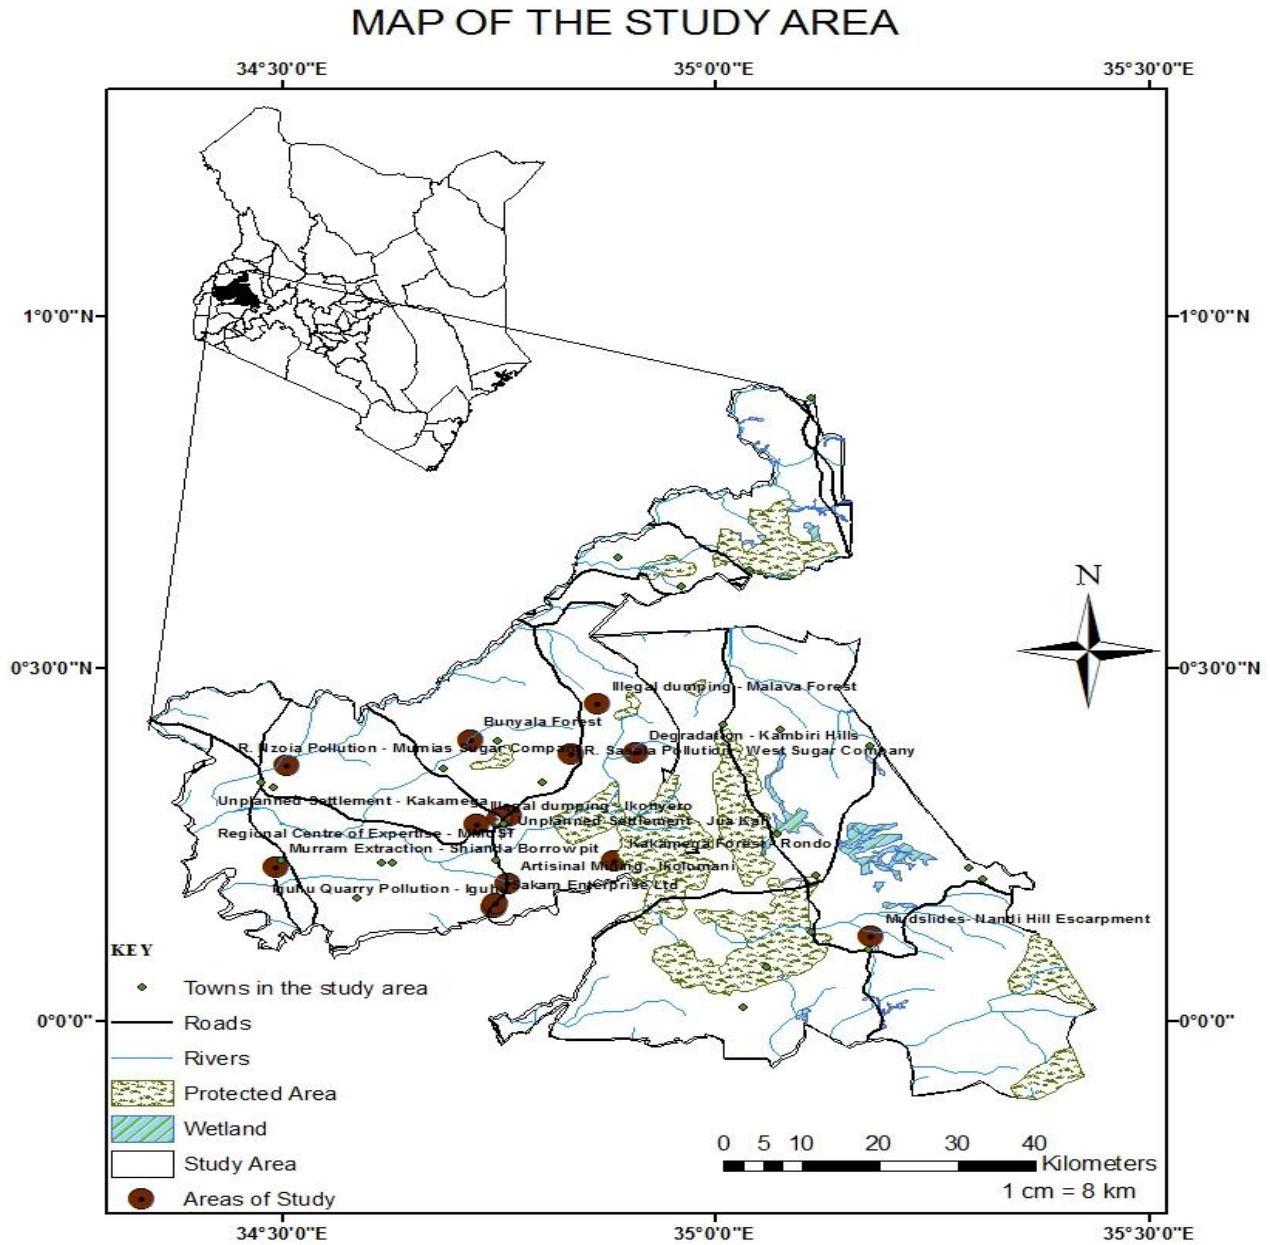 MAP OF THE STUDY AREA
34°30'0"E
35°0'0"E
35°30'0"E
1°0'0"N
1°0'0"N
N
0°30'0"N
0°30'0"N
Illegal dumping - Malava Forest
Bunyala Forest
Degradation - Kambiri Hills
R. Nzoia Pollution - Mumias Sugar Company
R. Sasala Pollution - West Sugar Company
Unplanned Settlement - Kakamega
Illegal dumping - Ikonyero
Unplanned Settlement - Jua Kali
Regional Centre of Expertise - MMUST
Kakamega Forest - Rondo
Murram Extraction - Shianda Borrow pit
Artisinal Mining - Ikolomani
Iguhu Quarry Pollution - Iguhu
Sakam Enterprise Ltd
Mudslides- Nandi Hill Escarpment
KEY
Towns in the study area
Roads
Rivers
Protected Area
Wetland
Study Area
Areas of Study
0°0'0"
0°0'0"
0 5 10 20 30 40
Kilometers
1 cm = 8 km
34°30'0"E
35°0'0"E
35°30'0"E